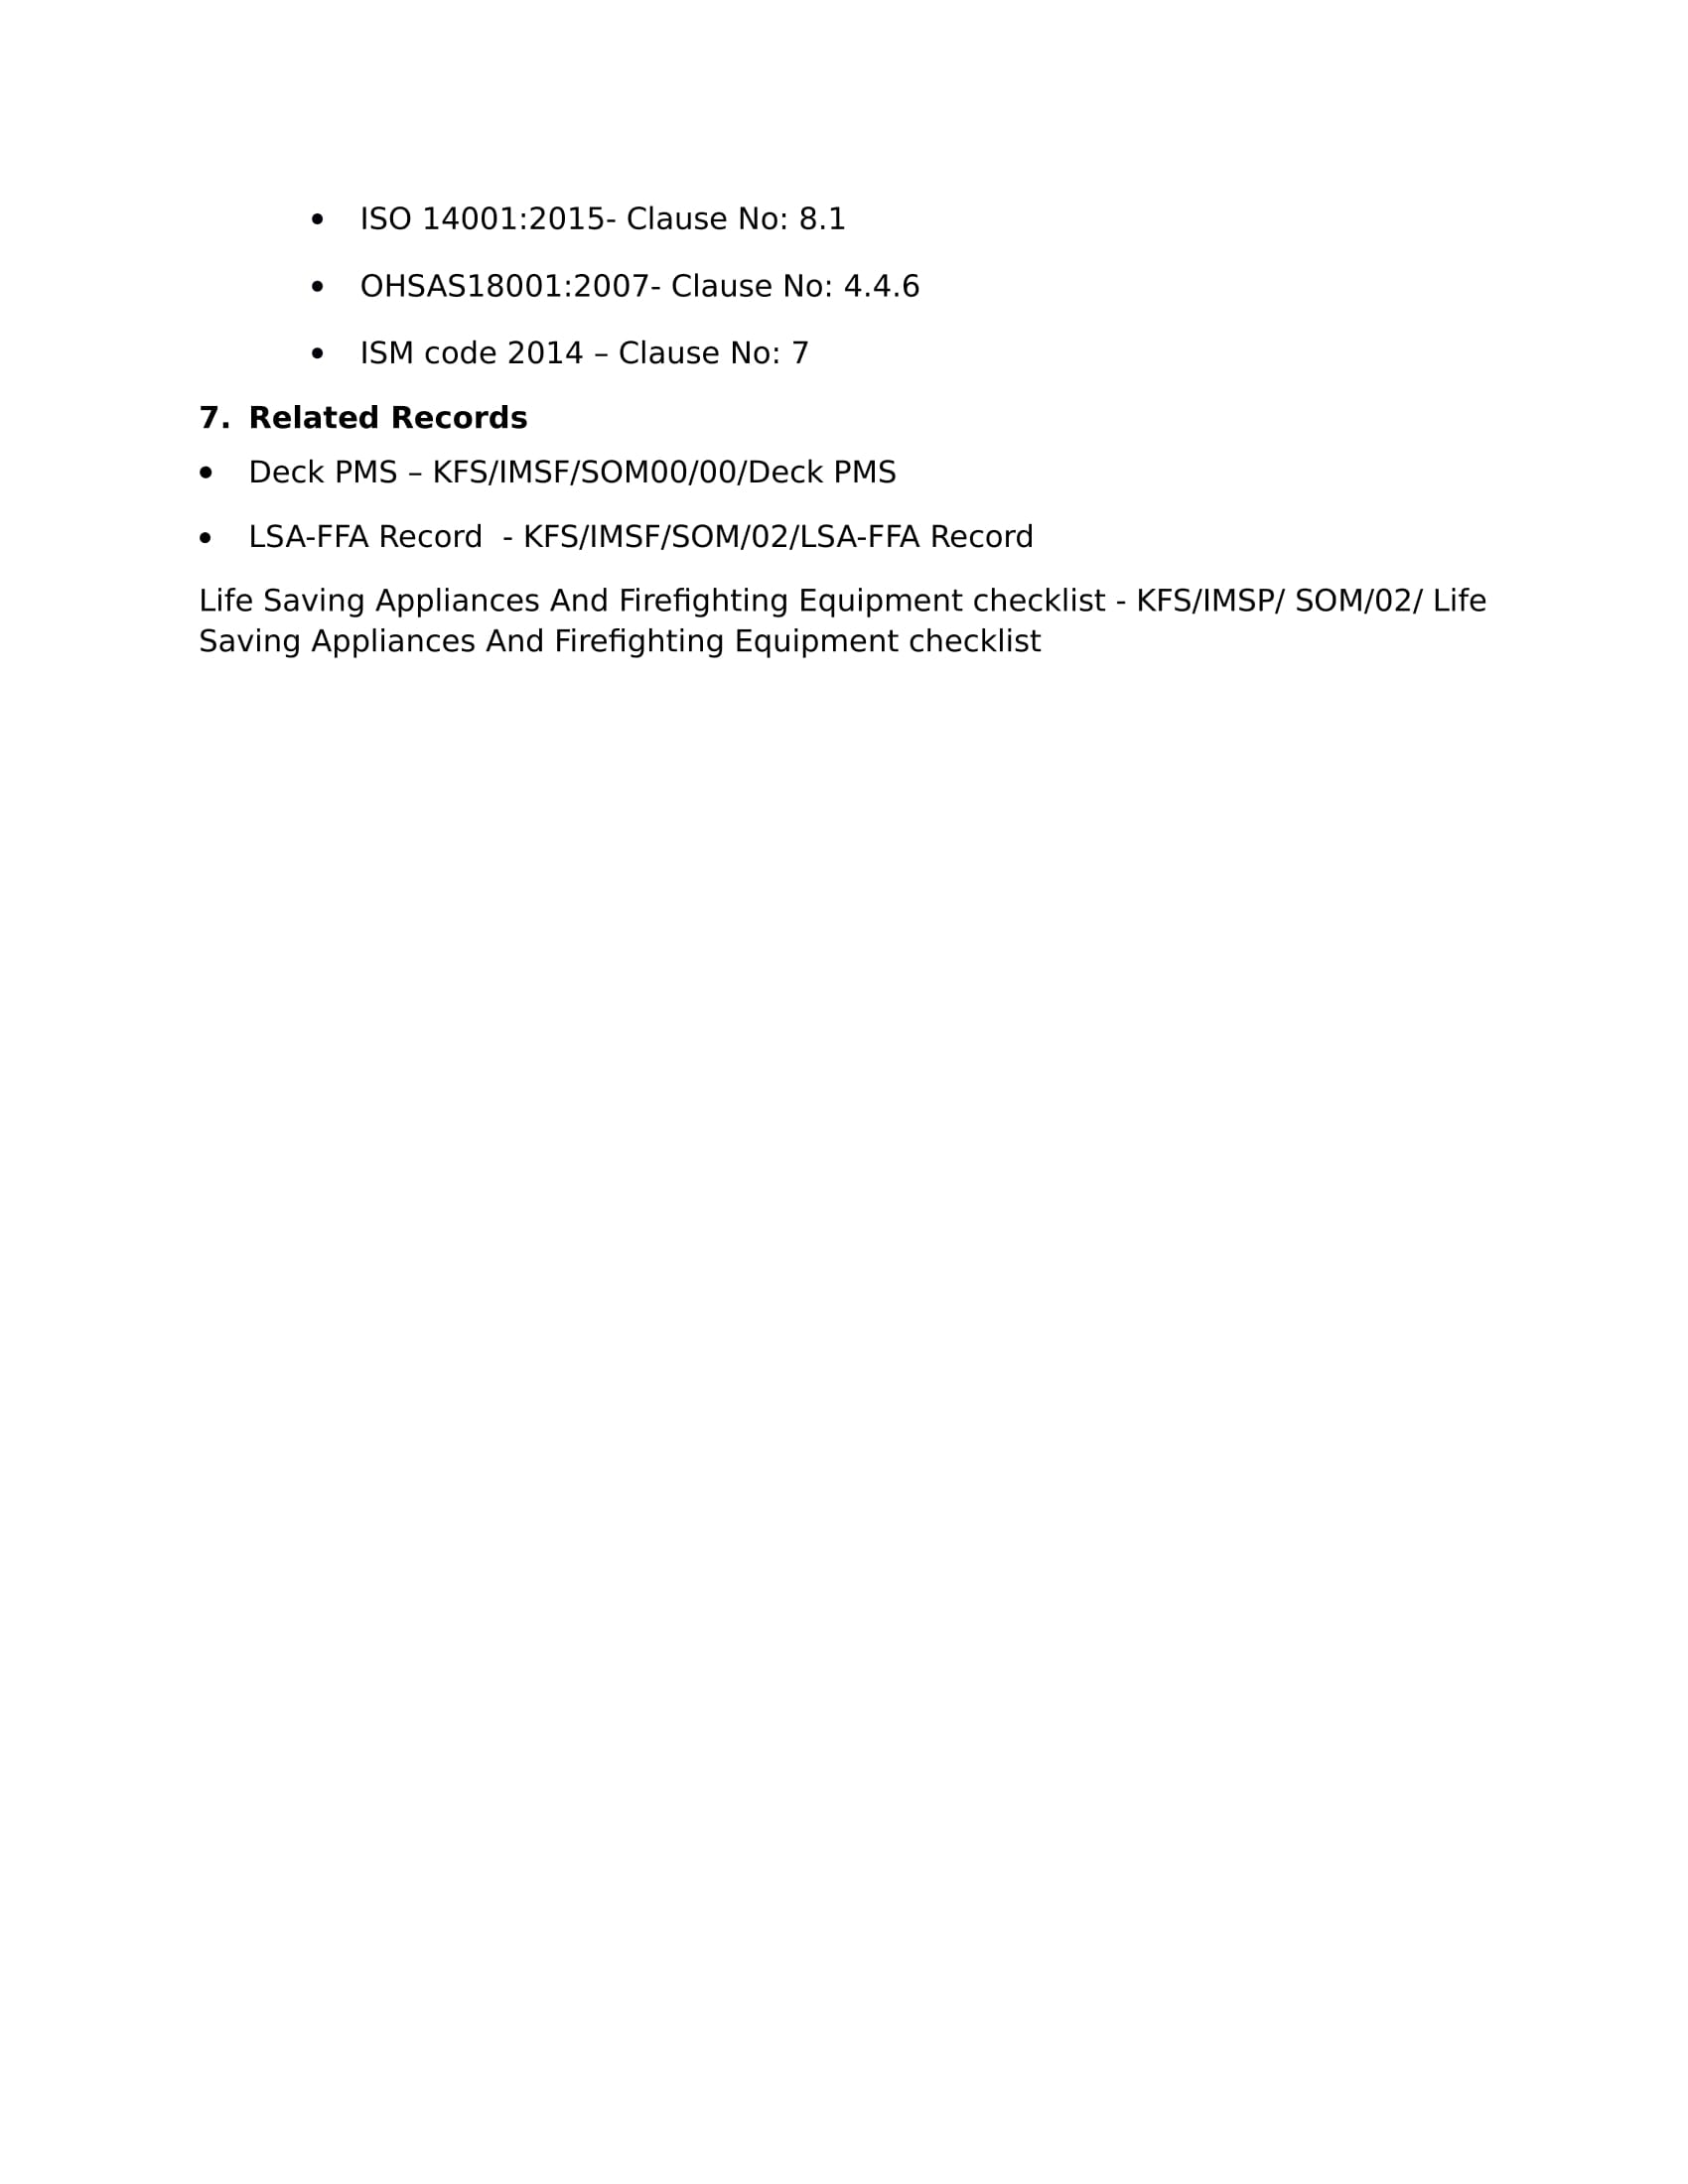 • ISO 14001:2015- Clause No: 8.1
• OHSAS18001:2007- Clause No: 4.4.6
• ISM code 2014 – Clause No: 7
7. Related Records
• Deck PMS – KFS/IMSF/SOM00/00/Deck PMS
• LSA-FFA Record  - KFS/IMSF/SOM/02/LSA-FFA Record
Life Saving Appliances And Firefighting Equipment checklist - KFS/IMSP/ SOM/02/ Life
Saving Appliances And Firefighting Equipment checklist